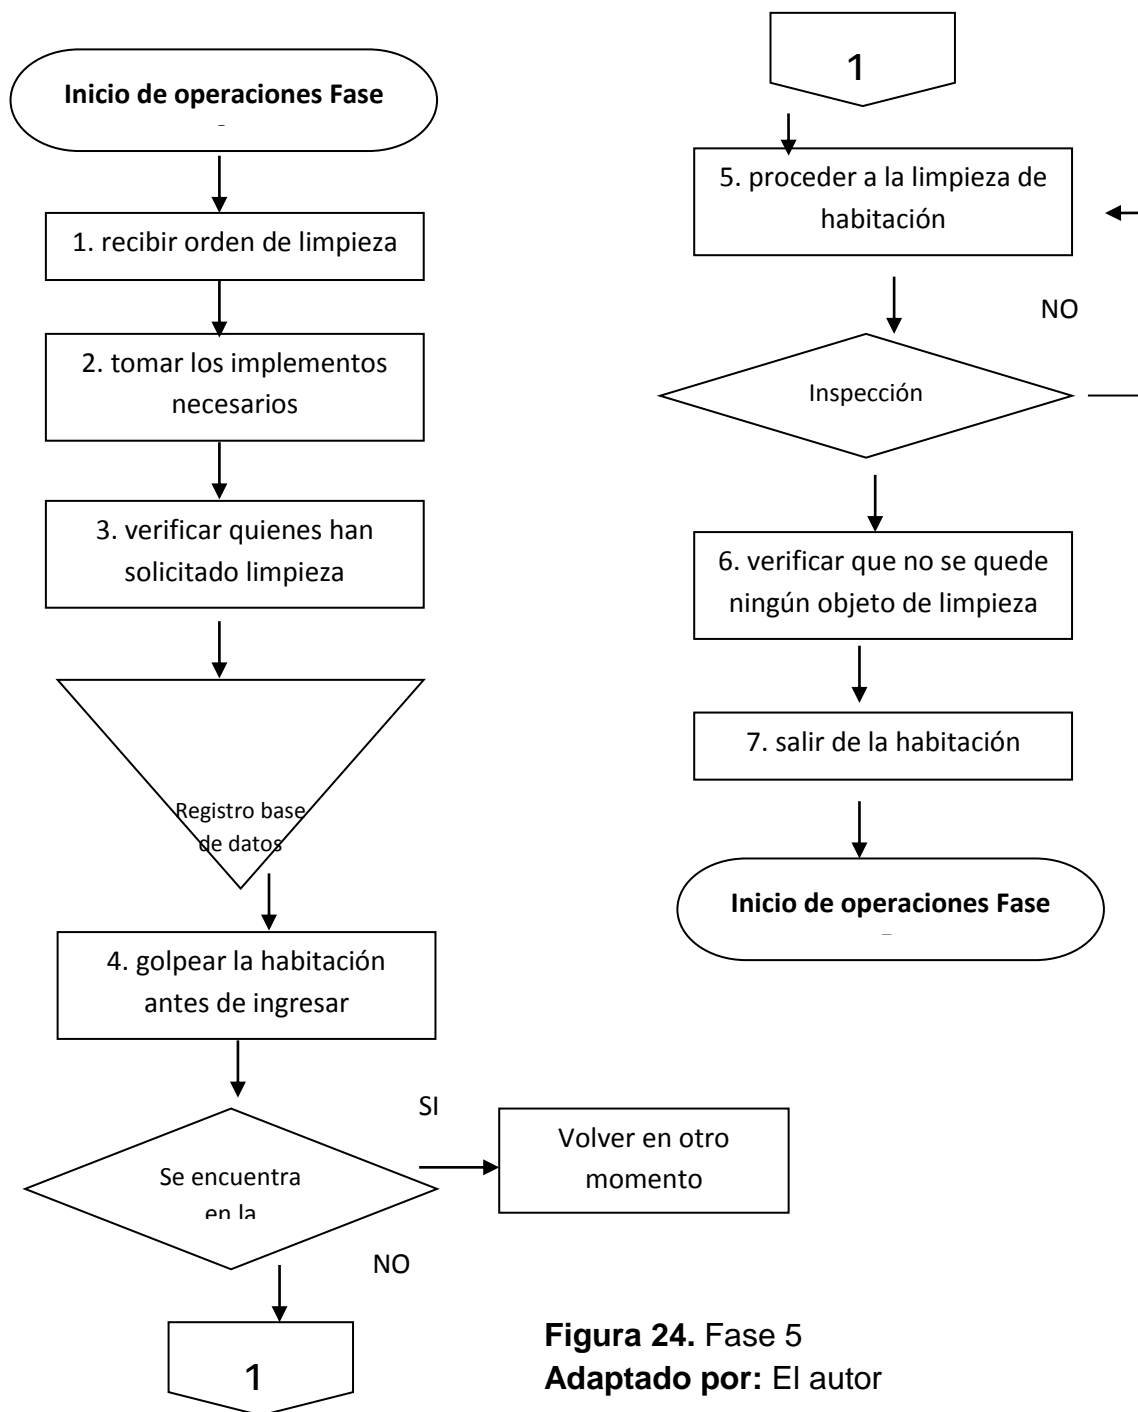 Inicio de operaciones Fase
1. recibir orden de limpieza
2. tomar los implementos
necesarios
3. verificar quienes han
solicitado limpieza
Registro base
de datos
4. golpear la habitación
antes de ingresar
SI
Se encuentra
en la
Volver en otro
momento
NO
1
1
5. proceder a la limpieza de
habitación
NO
Inspección
6. verificar que no se quede
ningún objeto de limpieza
7. salir de la habitación
Inicio de operaciones Fase
Figura 24. Fase 5
Adaptado por: El autor